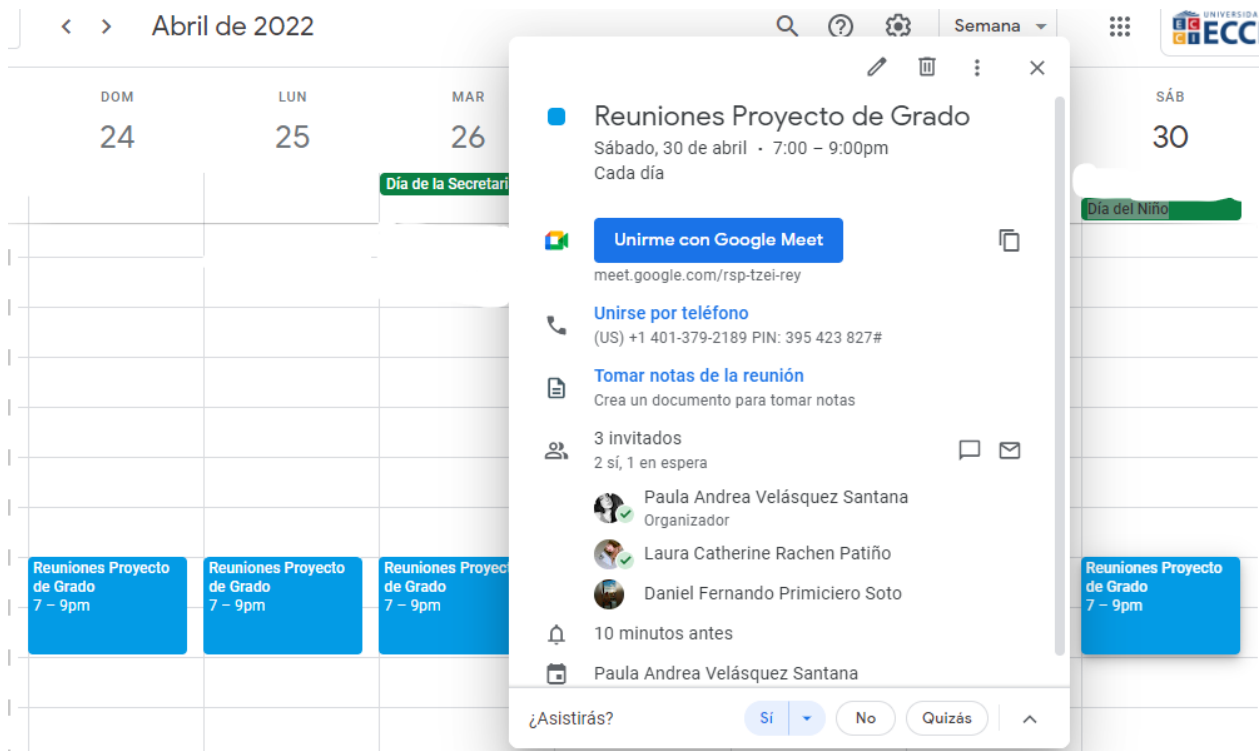 Abril de 2022
Semana
UNIVERSIDA
ECCI
DOM
LUN
MAR
SÁB
24
25
26
30
Día de la Secretari
Día del Niño
Reuniones Proyecto de Grado
Sábado, 30 de abril · 7:00 – 9:00pm
Cada día
Unirme con Google Meet
meet.google.com/rsp-tzei-rey
Unirse por teléfono
(US) +1 401-379-2189 PIN: 395 423 827#
Tomar notas de la reunión
Crea un documento para tomar notas
3 invitados
2 sí, 1 en espera
Paula Andrea Velásquez Santana
Organizador
Laura Catherine Rachen Patiño
Daniel Fernando Primiciero Soto
10 minutos antes
Paula Andrea Velásquez Santana
¿Asistirás?
Sí
No
Quizás
Reuniones Proyecto
de Grado
7 – 9pm
Reuniones Proyecto
de Grado
7 – 9pm
Reuniones Proyect
de Grado
7 – 9pm
Reuniones Proyecto
de Grado
7 – 9pm